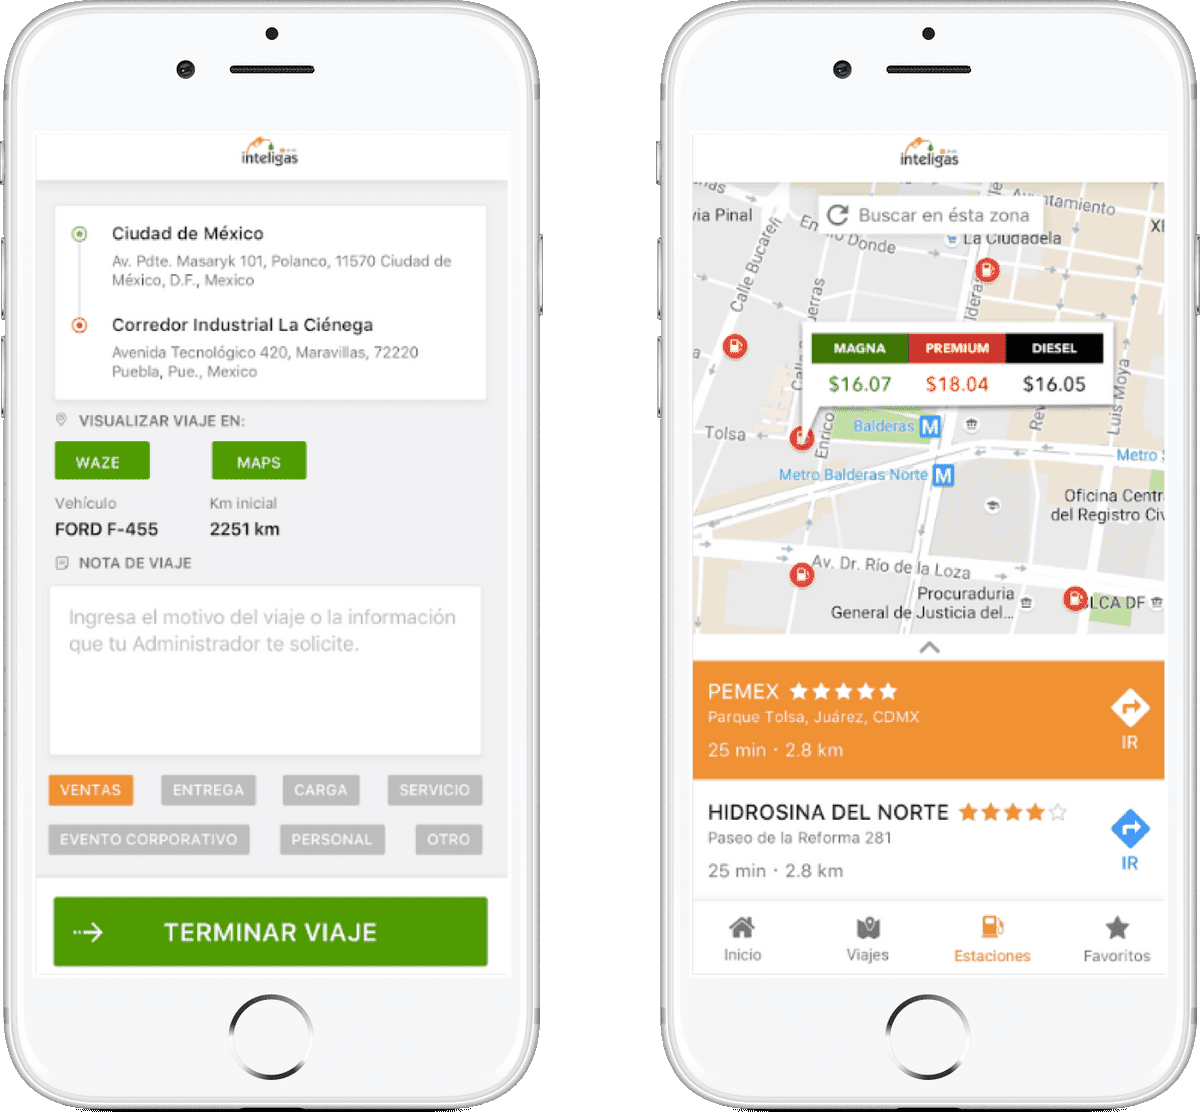 inteligas
Ciudad de México
Av. Pdte. Masaryk 101, Polanco, 11570 Ciudad de
México, D.F., Mexico
Corredor Industrial La Ciénega
Avenida Tecnológico 420, Maravillas, 72220
Puebla, Pue., Mexico
VISUALIZAR VIAJE EN:
WAZE
MAPS
Vehículo
Km inicial
FORD F-455
2251 km
NOTA DE VIAJE
Ingresa el motivo del viaje o la información
que tu Administrador te solicite.
VENTAS
ENTREGA
CARGA
SERVICIO
EVENTO CORPORATIVO
PERSONAL
OTRO
TERMINAR VIAJE
inteligas
via Pinal
Buscar en ésta zona
Donde
La Ciudadela
Calle Bucareli
MAGNA
PREMIUM
DIESEL
$16.07
$18.04
$16.05
Luis Moya
Tolsa
Enrico
Balderas
M
Metro Balderas Norte
M
Metro
Oficina Centr
del Registro Civ
Av. Dr. Río de la Loza
Procuraduria
General de Justicia del...
LCA DF
PEMEX
Parque Tolsa, Juárez, CDMX
25 min · 2.8 km
IR
HIDROSINA DEL NORTE
Paseo de la Reforma 281
25 min · 2.8 km
IR
Inicio
Viajes
Estaciones
Favoritos